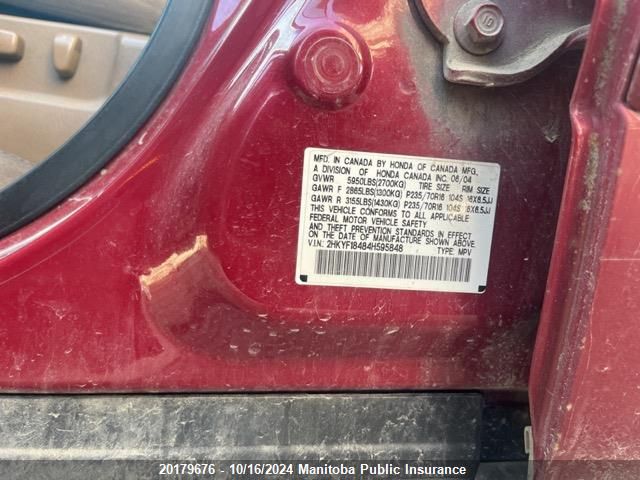 10
MFD. IN CANADA BY HONDA OF CANADA MFG.,
A DIVISION OF HONDA CANADA INC. 06/04
GVWR 5950LBS(2700KG) TIRE SIZE RIM SIZE
GAWR F 2865LBS(1300KG) P235/70R16 104S 16X6.5JJ
GAWR R 3155LBS(1430KG) P235/70R16 104S 16X6.5JJ
THIS VEHICLE CONFORMS TO ALL APPLICABLE
FEDERAL MOTOR VEHICLE SAFETY
AND THEFT PREVENTION STANDARDS IN EFFECT
ON THE DATE OF MANUFACTURE SHOWN ABOVE.
V.I.N: 2HKYF18484H595848 TYPE: MPV
20179676 - 10/16/2024 Manitoba Public Insurance